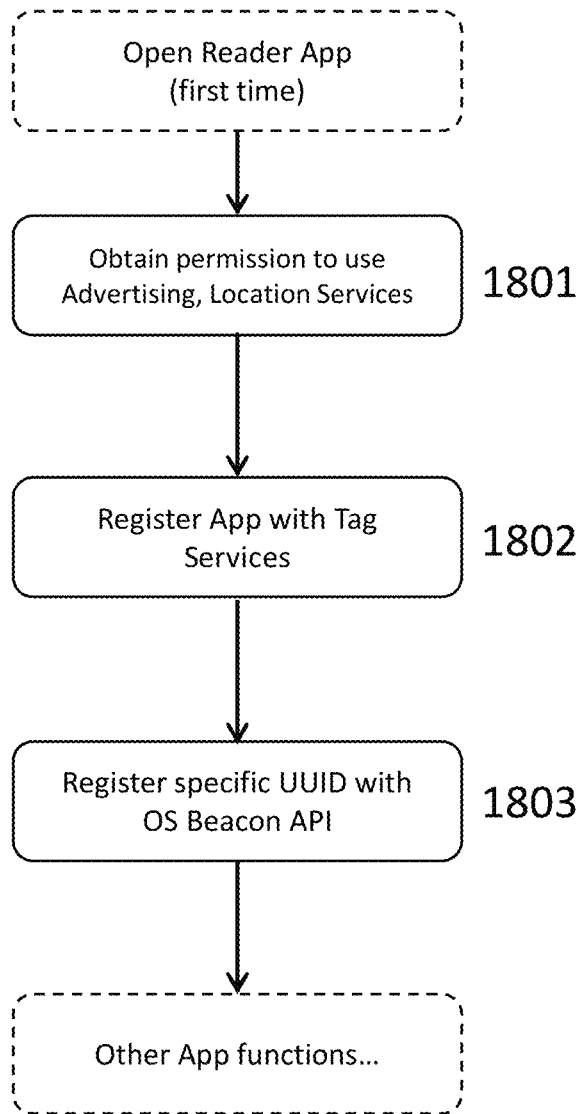 Open Reader App
(first time)
Obtain permission to use
Advertising, Location Services
1801
Register App with Tag
Services
1802
Register specific UUID with
OS Beacon API
1803
Other App functions...